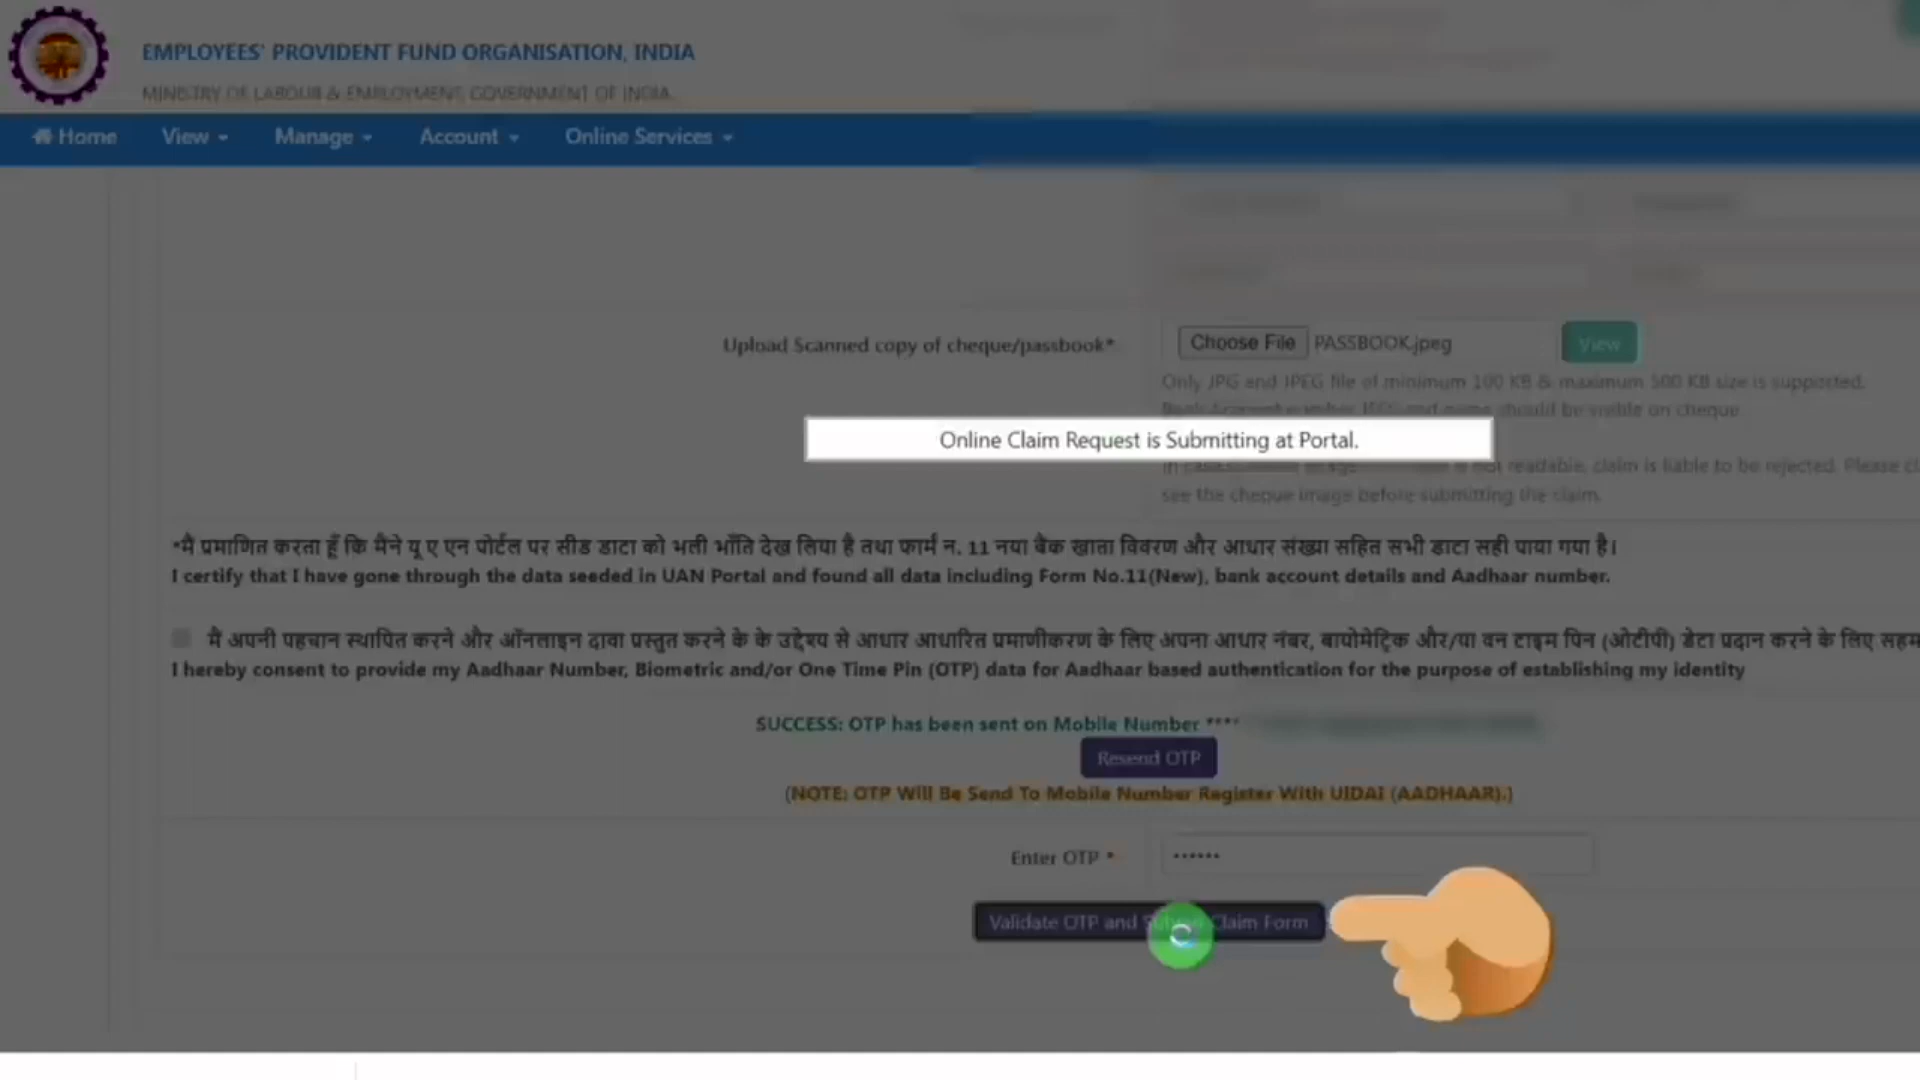 EMPLOYEES' PROVIDENT FUND ORGANISATION, INDIA
MINISTRY OF LABOUR & EMPLOYMENT, GOVERNMENT OF INDIA
Home View Manage Account Online Services
Upload Scanned copy of cheque/passbook*
Choose File PASSBOOK.jpeg View
Only JPG and JPEG file of minimum 100 KB & maximum 500 KB size is supported.
should be visible on cheque.
Online Claim Request is Submitting at Portal.
not readable, claim is liable to be rejected. Please
see the cheque image before submitting the claim.
*मै प्रमाणित करता हूँ कि मैंने यू ए एन पोर्टल पर सीड डाटा को भली भाँति देख लिया है तथा फार्म न. 11 नया बैंक खाता विवरण और आधार संख्या सहित सभी डाटा सही पाया गया है।
I certify that I have gone through the data seeded in UAN Portal and found all data including Form No.11(New), bank account details and Aadhaar number.
मैं अपनी पहचान स्थापित करने और ऑनलाइन दावा प्रस्तुत करने के के उद्देश्य से आधार आधारित प्रमाणीकरण के लिए अपना आधार नंबर, बायोमेट्रिक और/या वन टाइम पिन (ओटीपी) डेटा प्रदान करने के लिए सहम
I hereby consent to provide my Aadhaar Number, Biometric and/or One Time Pin (OTP) data for Aadhaar based authentication for the purpose of establishing my identity
SUCCESS: OTP has been sent on Mobile Number ****
Resend OTP
(NOTE: OTP Will Be Send To Mobile Number Register With UIDAI (AADHAAR).)
Enter OTP * ••••••
Validate OTP and Submit Claim Form